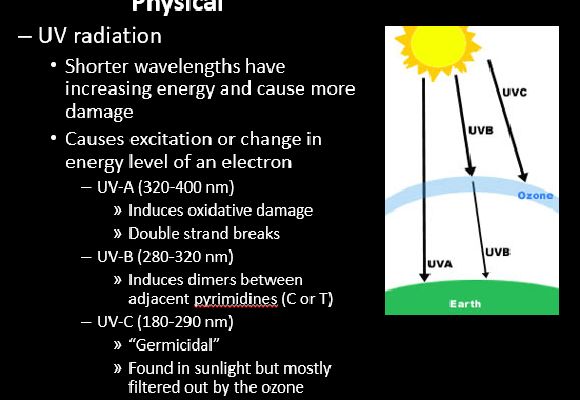 Physical
– UV radiation
• Shorter wavelengths have
increasing energy and cause more
damage
• Causes excitation or change in
energy level of an electron
– UV-A (320-400 nm)
» Induces oxidative damage
» Double strand breaks
– UV-B (280-320 nm)
» Induces dimers between
adjacent pyrimidines (C or T)
– UV-C (180-290 nm)
» “Germicidal”
» Found in sunlight but mostly
filtered out by the ozone
UVC
UVB
Ozone
UVB
UVA
Earth